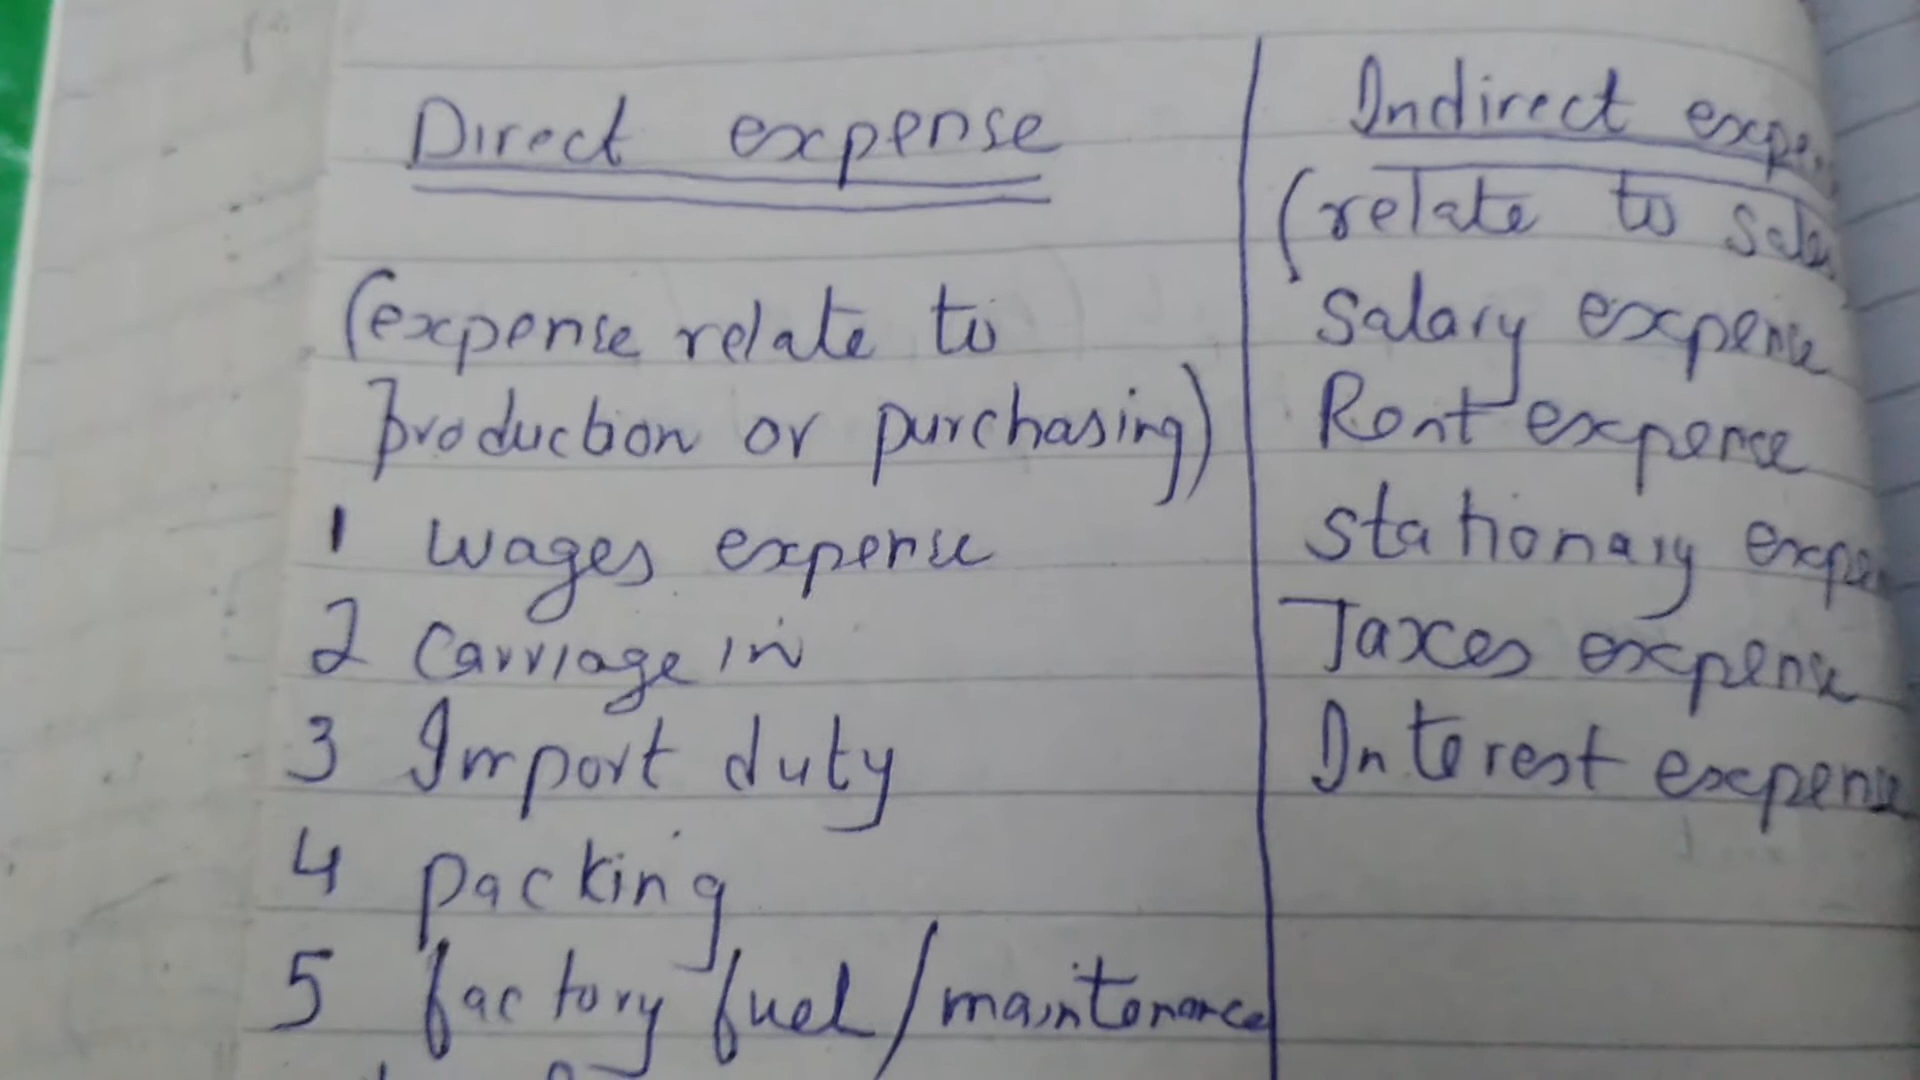 Direct expense
(expense relate to
production or purchasing)
1 wages expense
2 Carriage in
3 Import duty
4 packing
5 factory fuel/maintenance
Indirect
(relate to
Salary expense
Rent expense
Stationary
Taxes expense
Interest expense